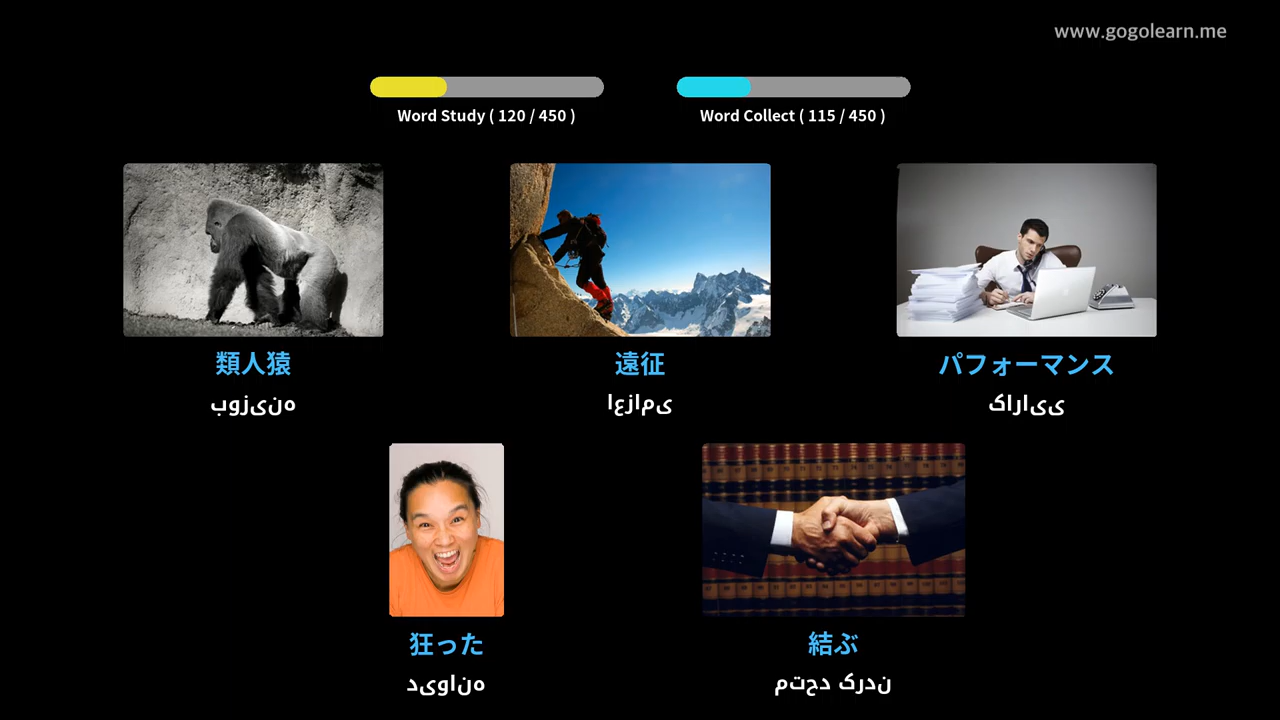 www.gogolearn.me
Word Study ( 120 / 450 )
Word Collect ( 115 / 450 )
類人猿
بوزینه
遠征
اعزامی
パフォーマンス
کارایی
狂った
دیوانه
結ぶ
متحد کردن